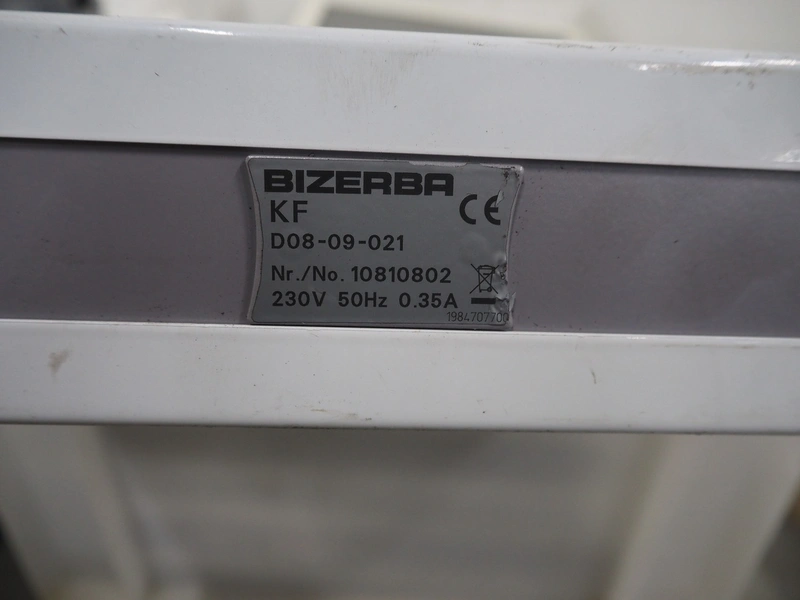 BIZERBA
KF CE
D08-09-021
Nr./No. 10810802
230V 50Hz 0.35A
1984707700